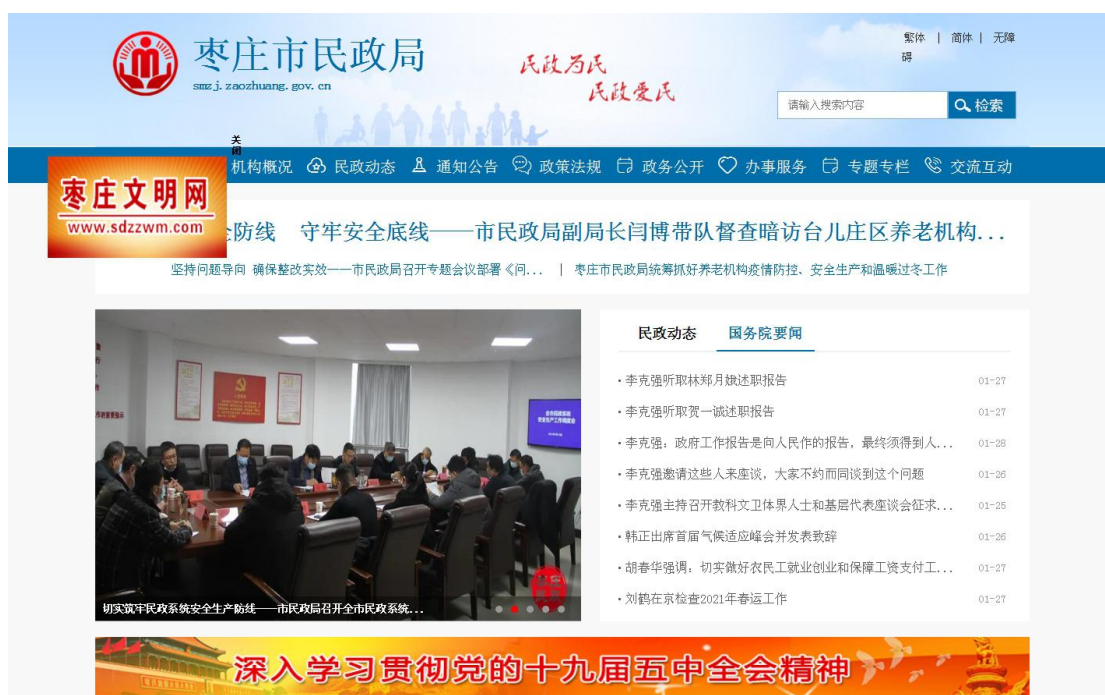 枣庄市民政局
smzj.zaozhuang.gov.cn
民政为民
民政爱民
繁体 | 简体 | 无障
碍
请输入搜索内容
检索
关
闭
机构概况 民政动态 通知公告 政策法规 政务公开 办事服务 专题专栏 交流互动
枣庄文明网
www.sdzzwm.com
全防线 守牢安全底线——市民政局副局长闫博带队督查暗访台儿庄区养老机构...
坚持问题导向 确保整改实效——市民政局召开专题会议部署《问... | 枣庄市民政局统筹抓好养老机构疫情防控、安全生产和温暖过冬工作
切实筑牢民政系统安全生产防线——市民政局召开全市民政系统...
民政动态 国务院要闻
·李克强听取林郑月娥述职报告 01-27
·李克强听取贺一诚述职报告 01-27
·李克强：政府工作报告是向人民作的报告，最终须得到人... 01-28
·李克强邀请这些人来座谈，大家不约而同谈到这个问题 01-26
·李克强主持召开教科文卫体界人士和基层代表座谈会征求... 01-25
·韩正出席首届气候适应峰会并发表致辞 01-26
·胡春华强调：切实做好农民工就业创业和保障工资支付工... 01-27
·刘鹤在京检查2021年春运工作 01-27
深入学习贯彻党的十九届五中全会精神